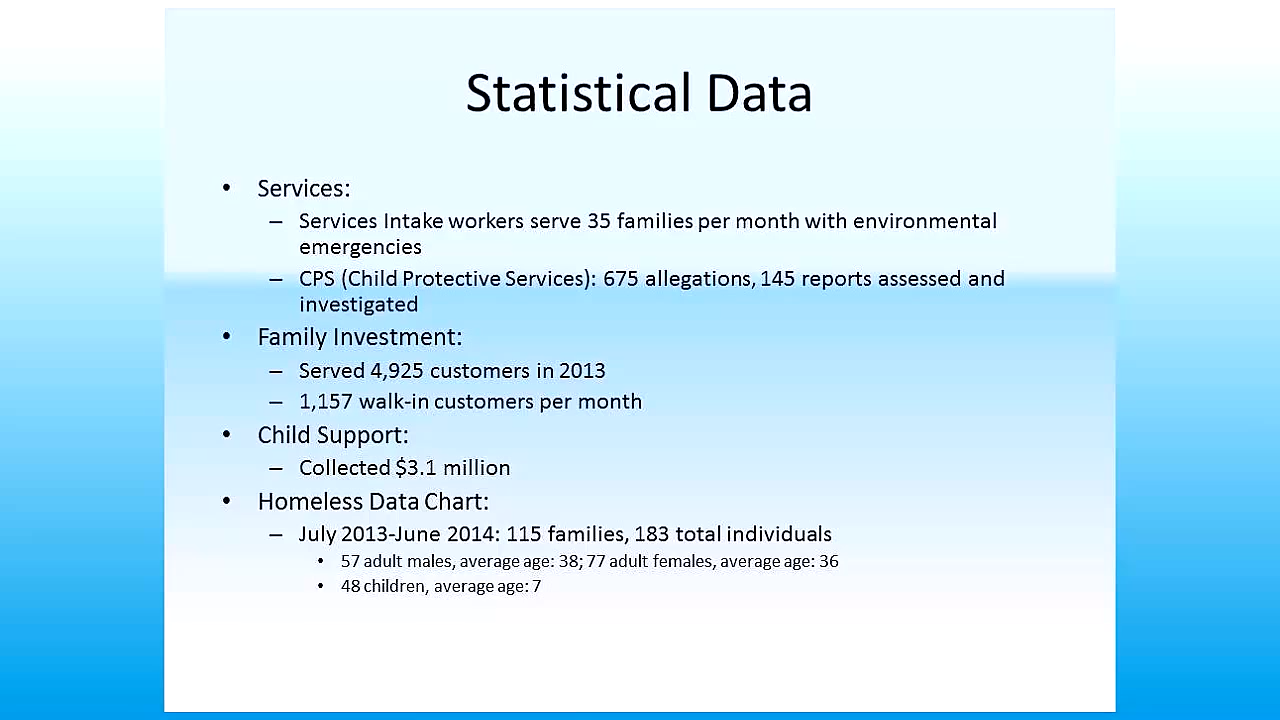 Statistical Data
• Services:
– Services Intake workers serve 35 families per month with environmental
emergencies
– CPS (Child Protective Services): 675 allegations, 145 reports assessed and
investigated
• Family Investment:
– Served 4,925 customers in 2013
– 1,157 walk-in customers per month
• Child Support:
– Collected $3.1 million
• Homeless Data Chart:
– July 2013-June 2014: 115 families, 183 total individuals
• 57 adult males, average age: 38; 77 adult females, average age: 36
• 48 children, average age: 7